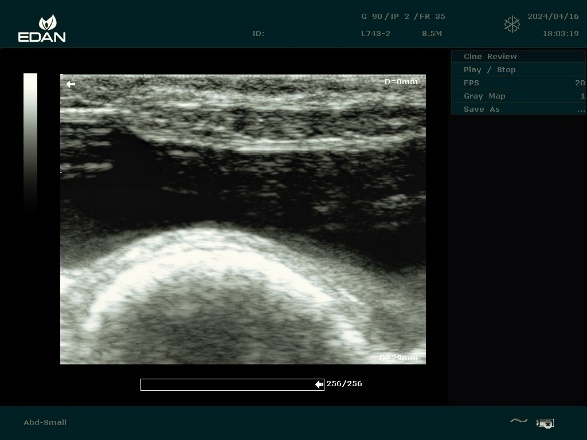 EDAN
G 90/IP 2 /FR 35
2024/04/16
ID:
L743-2 8.5M
18:03:19
Cine Review
Play / Stop
FPS 20
Gray Map 1
Save As ...
D=0mm
256/256
Abd-Small